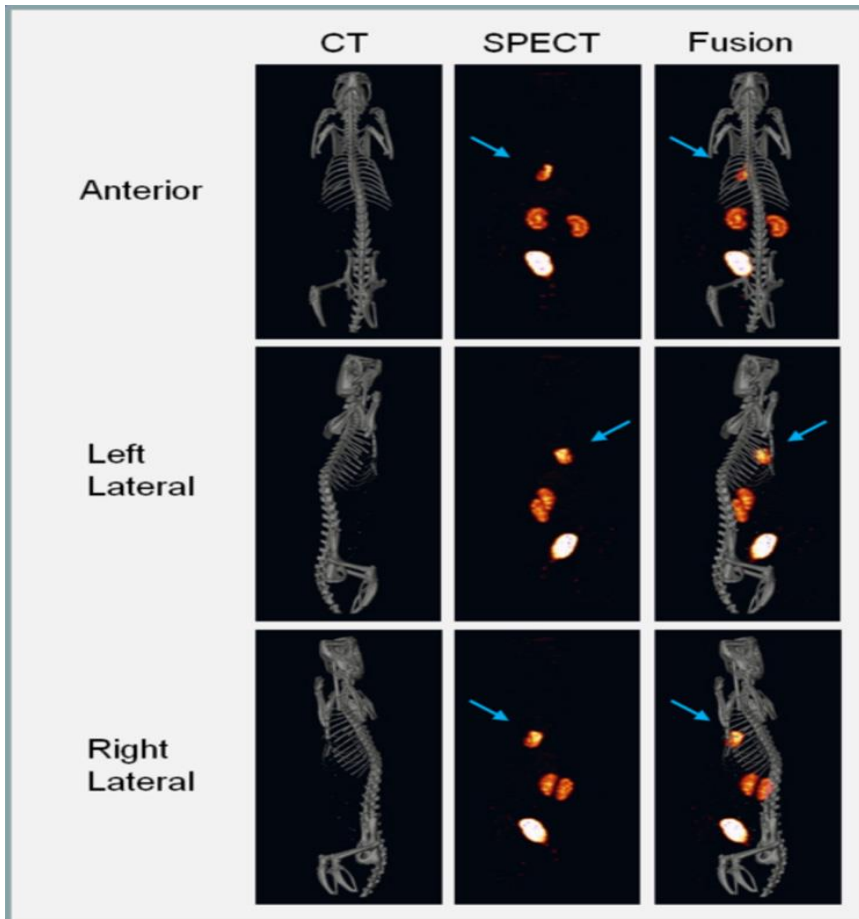 CT SPECT Fusion
Anterior
Left
Lateral
Right
Lateral